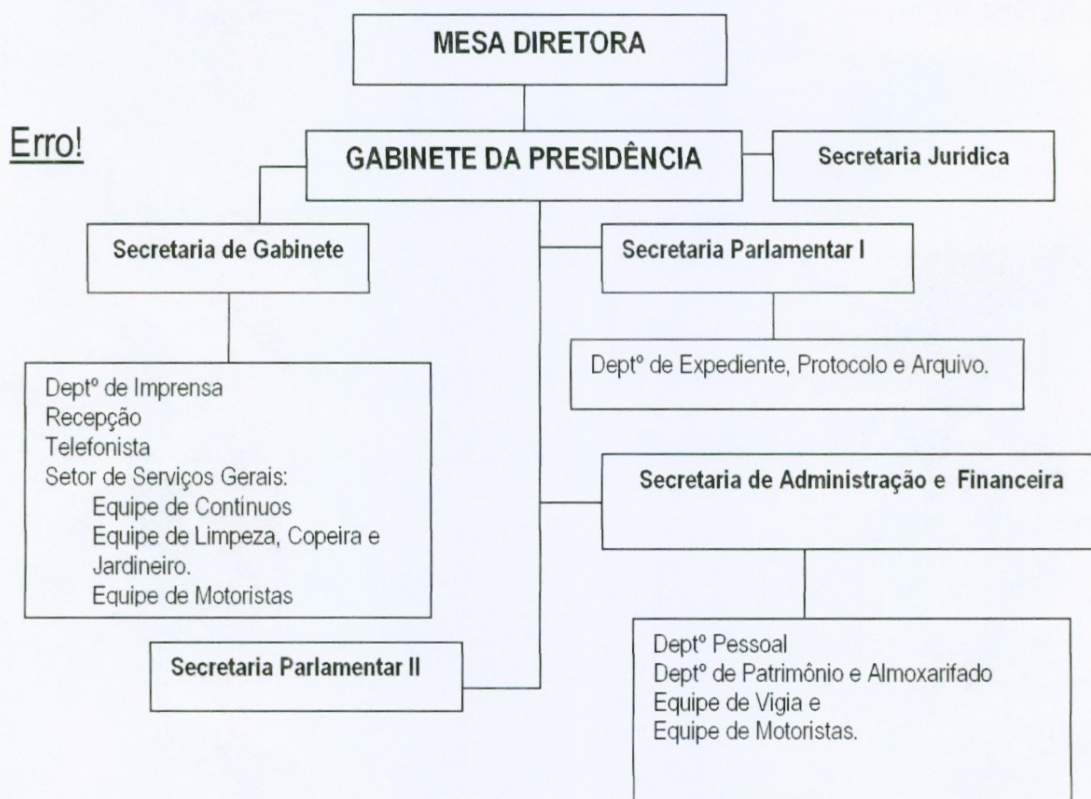 MESA DIRETORA
Erro!
GABINETE DA PRESIDÊNCIA
Secretaria Jurídica
Secretaria de Gabinete
Secretaria Parlamentar I
Deptº de Expediente, Protocolo e Arquivo.
Deptº de Imprensa
Recepção
Telefonista
Setor de Serviços Gerais:
Equipe de Contínuos
Equipe de Limpeza, Copeira e
Jardineiro.
Equipe de Motoristas
Secretaria de Administração e Financeira
Secretaria Parlamentar II
Deptº Pessoal
Deptº de Patrimônio e Almoxarifado
Equipe de Vigia e
Equipe de Motoristas.